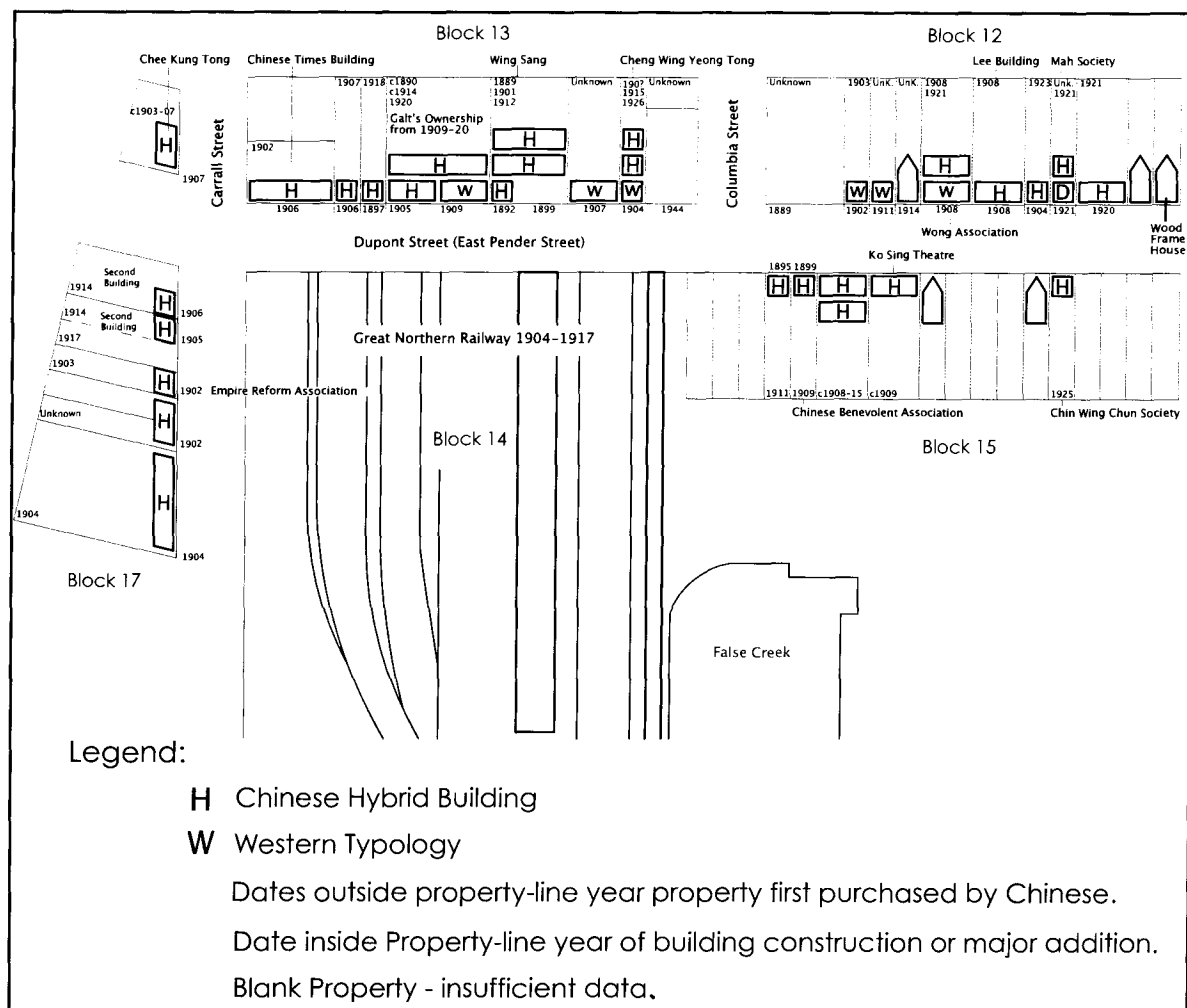 Block 13
Block 12
Chee Kung Tong
Chinese Times Building
Wing Sang
Cheng Wing Yeong Tong
Lee Building
Mah Society
c1903-07
H
1907
Carrall Street
1907
1918
c1890
c1914
1920
1889
1901
1912
Unknown
190?
1915
1926
Unknown
Galt's Ownership
from 1909-20
1902
H
H
H
H
H
H
H
H
H
W
H
W
W
1906
1906
1897
1905
1909
1892
1899
1907
1904
1944
Columbia Street
Unknown
1903
UnK.
UnK.
1908
1921
1908
1923
Unk.
1921
1921
H
H
W
W
W
H
H
D
H
1889
1902
1911
1914
1908
1908
1904
1921
1920
Wood
Frame
House
Wong Association
Dupont Street (East Pender Street)
Ko Sing Theatre
1895
1899
H
H
H
H
H
H
1911
1909
c1908-15
c1909
1925
Chinese Benevolent Association
Chin Wing Chun Society
Block 15
Great Northern Railway 1904-1917
Block 14
False Creek
Second
Building
1914
H
1906
1914
Second
Building
H
1905
1917
1903
H
1902
Empire Reform Association
Unknown
H
1902
H
1904
1904
Block 17
Legend:
H Chinese Hybrid Building
W Western Typology
Dates outside property-line year property first purchased by Chinese.
Date inside Property-line year of building construction or major addition.
Blank Property - insufficient data.